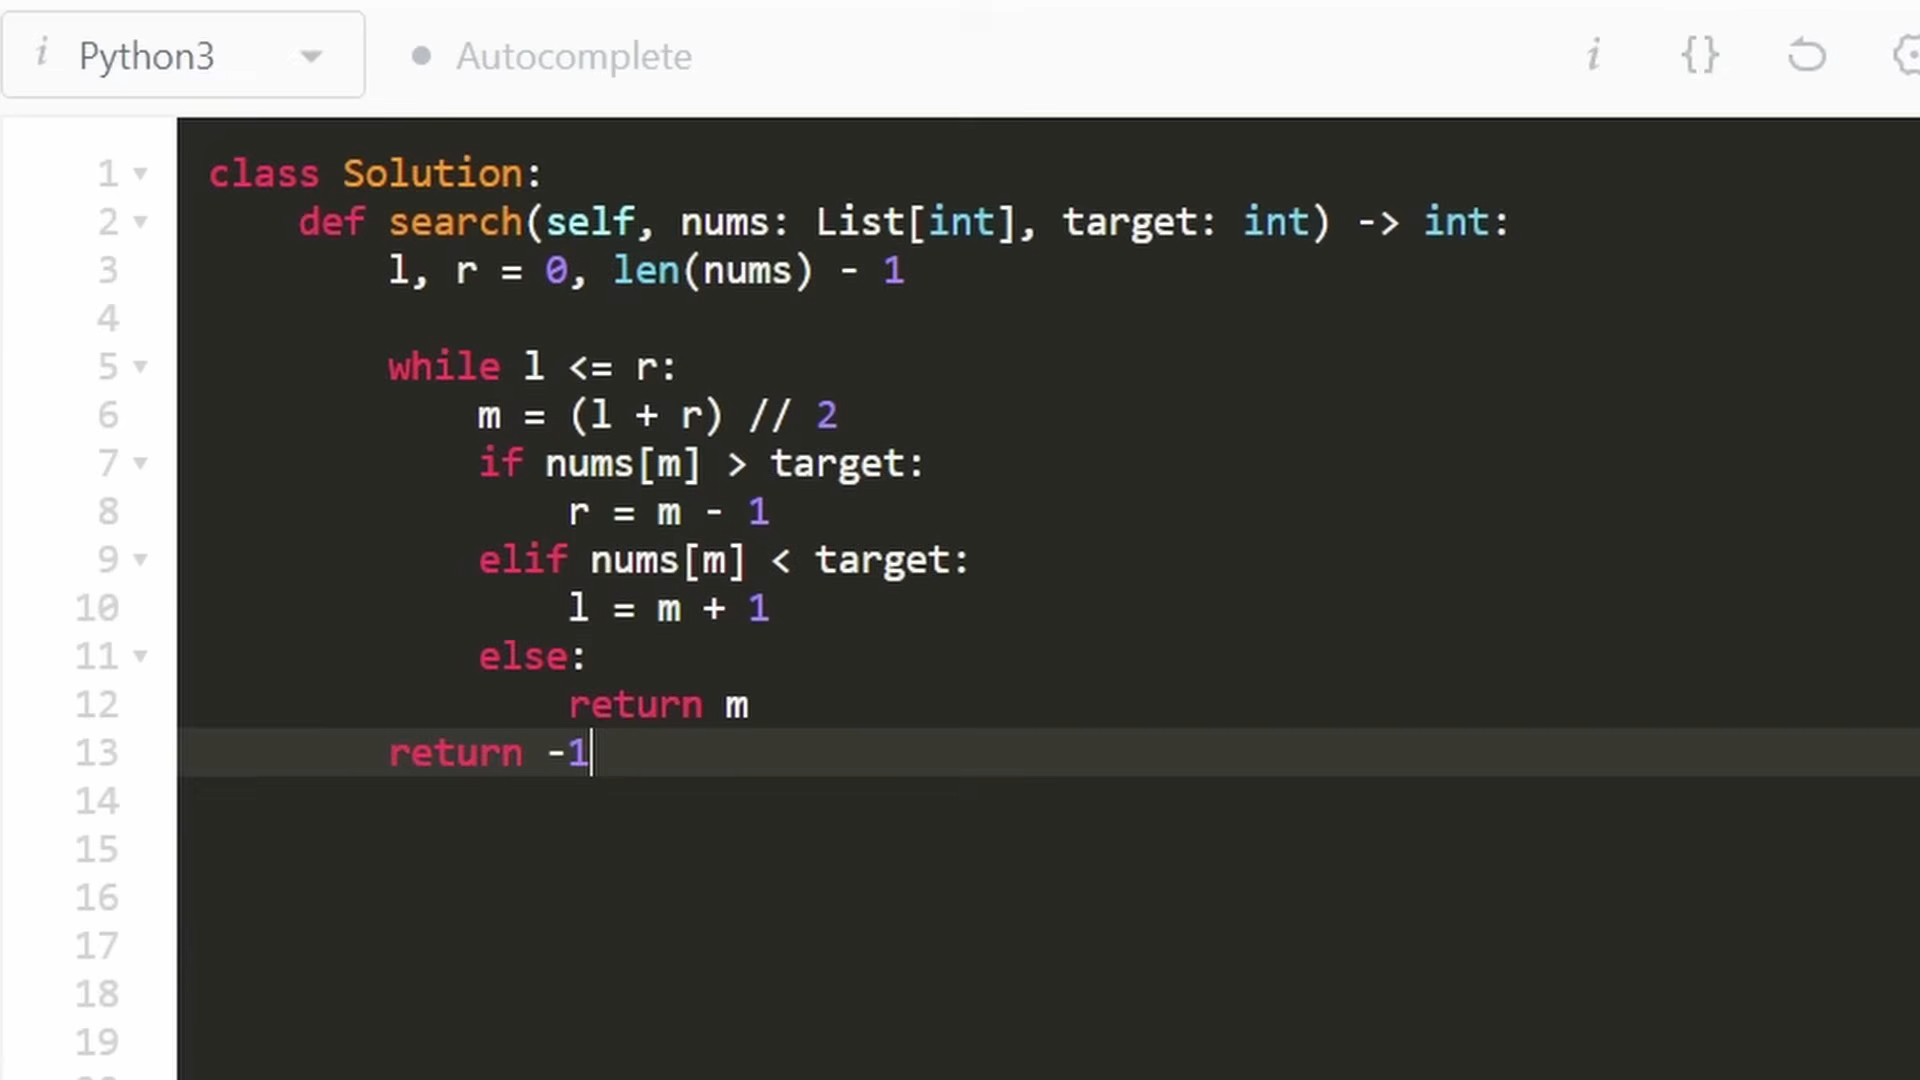 i Python3 Autocomplete i {}
1 class Solution:
2 def search(self, nums: List[int], target: int) -> int:
3 l, r = 0, len(nums) - 1
4
5 while l <= r:
6 m = (l + r) // 2
7 if nums[m] > target:
8 r = m - 1
9 elif nums[m] < target:
10 l = m + 1
11 else:
12 return m
13 return -1
14
15
16
17
18
19